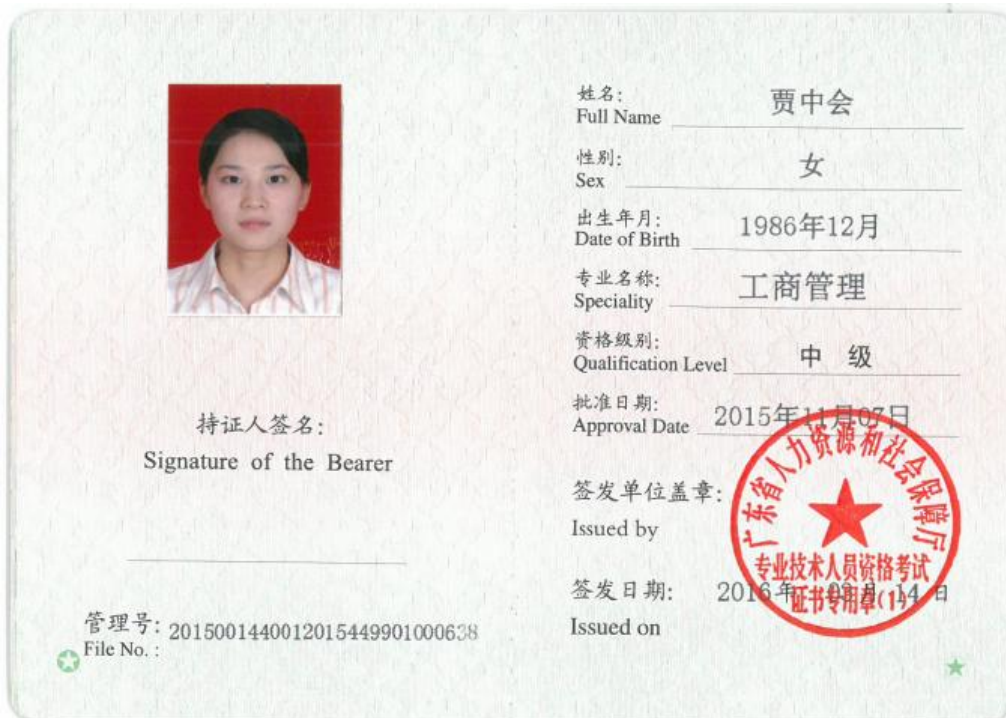 持证人签名:
Signature of the Bearer
管理号: 2015001440012015449901000638
File No. :
姓名: 贾中会
Full Name
性别: 女
Sex
出生年月: 1986年12月
Date of Birth
专业名称: 工商管理
Speciality
资格级别: 中 级
Qualification Level
批准日期: 2015年11月07日
Approval Date
签发单位盖章:
Issued by
广东省人力资源和社会保障厅
专业技术人员资格考试
证书专用章(1)
签发日期: 2016年 月 14日
Issued on